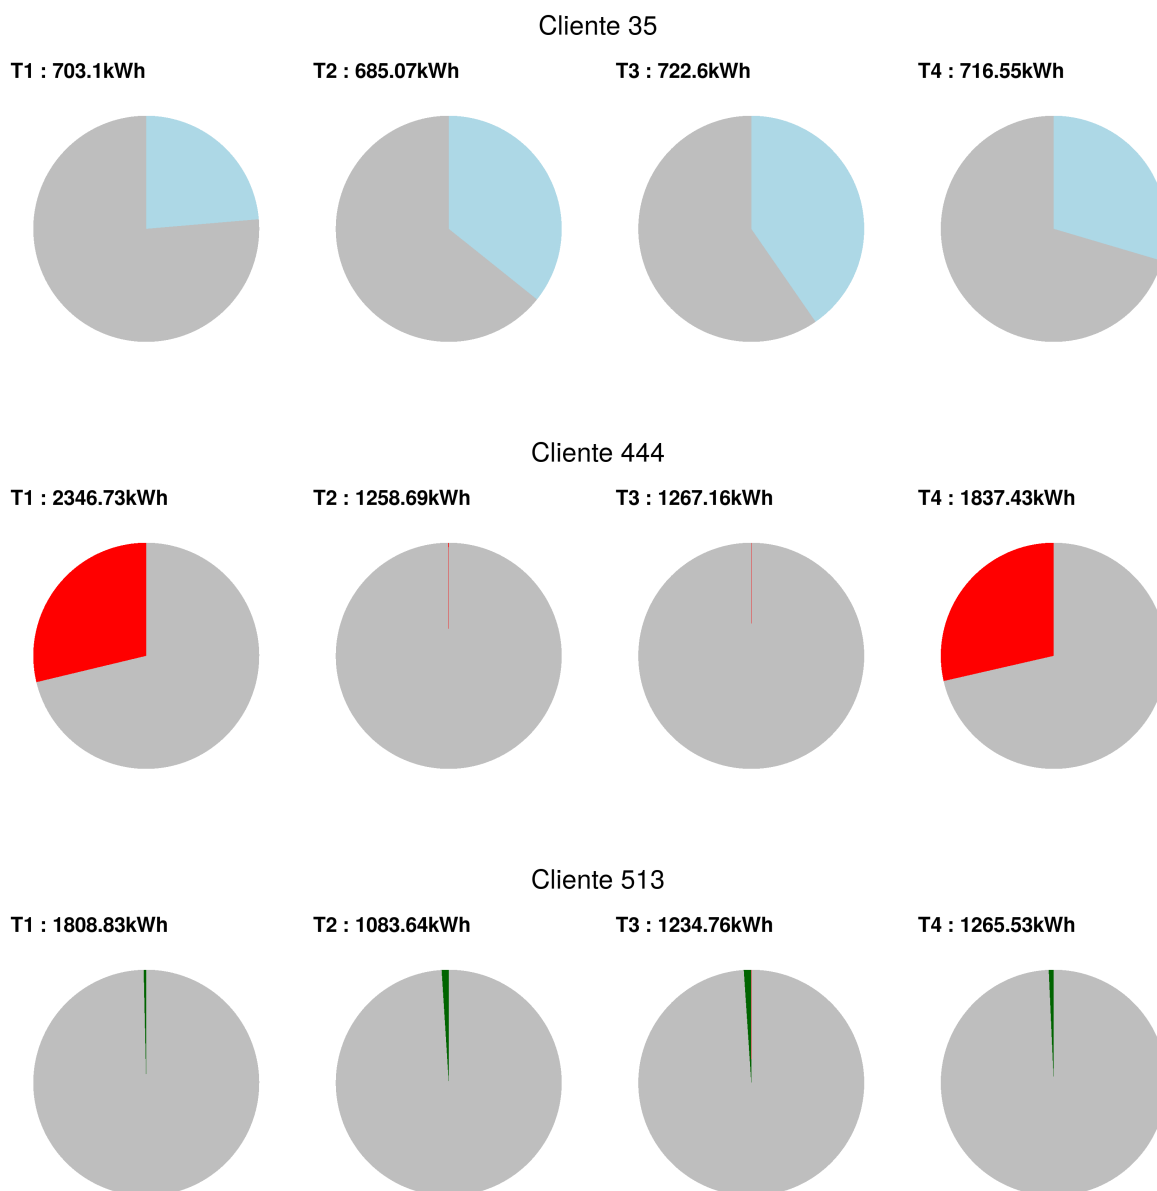 Cliente 35
T1 : 703.1kWh
T2 : 685.07kWh
T3 : 722.6kWh
T4 : 716.55kWh
Cliente 444
T1 : 2346.73kWh
T2 : 1258.69kWh
T3 : 1267.16kWh
T4 : 1837.43kWh
Cliente 513
T1 : 1808.83kWh
T2 : 1083.64kWh
T3 : 1234.76kWh
T4 : 1265.53kWh